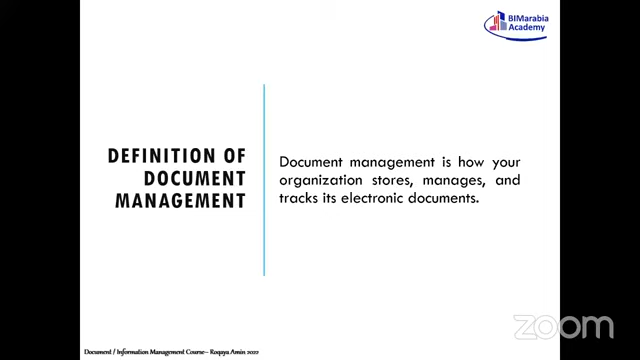 BIMarabia
Academy
DEFINITION OF
DOCUMENT
MANAGEMENT
Document management is how your
organization stores, manages, and
tracks its electronic documents.
Document / Information Management Course– Roqaya Amin 2022
zoom